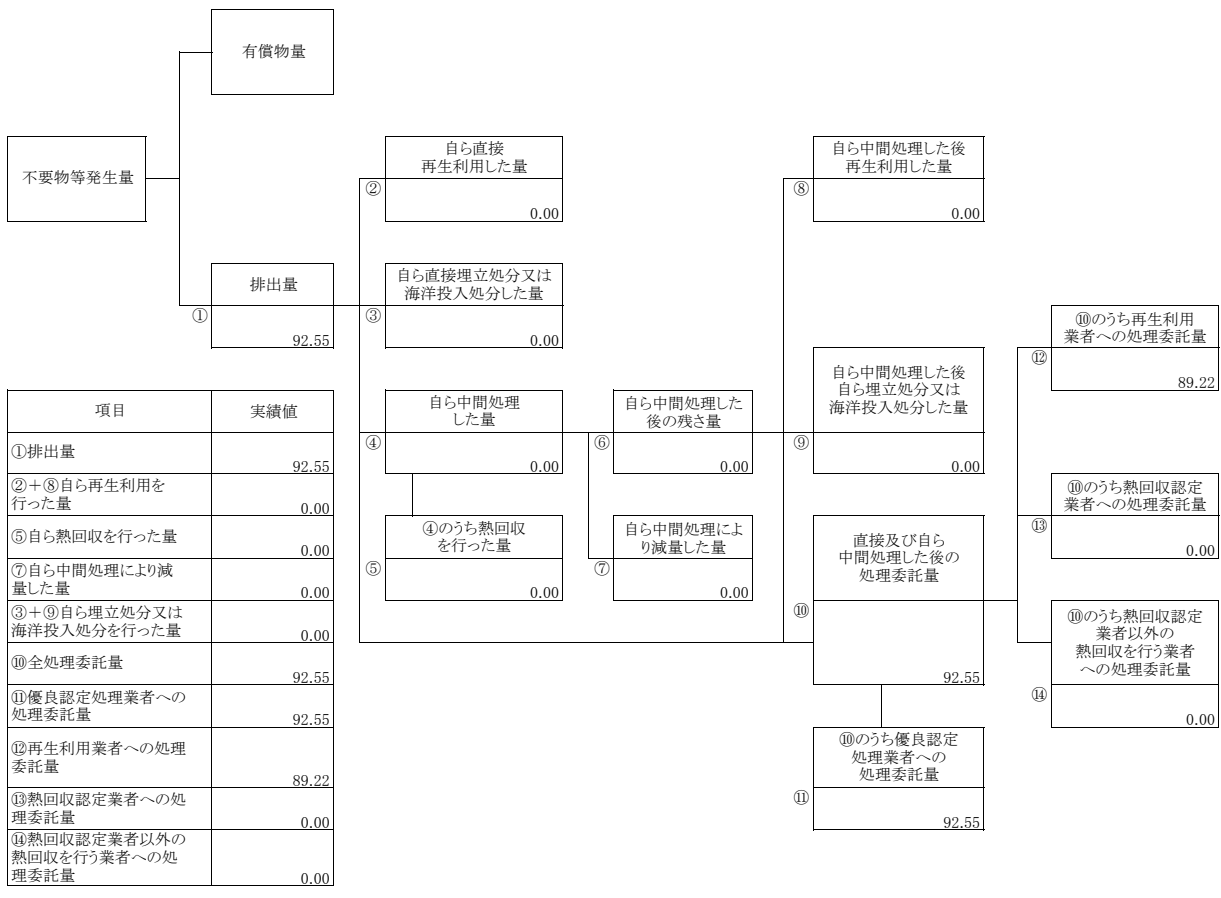 有償物量
不要物等発生量
自ら直接
再生利用した量
②
0.00
自ら中間処理した後
再生利用した量
⑧
0.00
排出量
①
92.55
自ら直接埋立処分又は
海洋投入処分した量
③
0.00
⑩のうち再生利用
業者への処理委託量
⑫
89.22
自ら中間処理した後
自ら埋立処分又は
海洋投入処分した量
⑨
0.00
自ら中間処理
した量
④
0.00
自ら中間処理した
後の残さ量
⑥
0.00
⑩のうち熱回収認定
業者への処理委託量
⑬
0.00
④のうち熱回収
を行った量
⑤
0.00
自ら中間処理によ
り減量した量
⑦
0.00
直接及び自ら
中間処理した後の
処理委託量
⑩
92.55
⑩のうち熱回収認定
業者以外の
熱回収を行う業者
への処理委託量
⑭
0.00
⑩のうち優良認定
処理業者への
処理委託量
⑪
92.55
項目 実績値
①排出量
92.55
②＋⑧自ら再生利用を
行った量
0.00
⑤自ら熱回収を行った量
0.00
⑦自ら中間処理により減
量した量
0.00
③＋⑨自ら埋立処分又は
海洋投入処分を行った量
0.00
⑩全処理委託量
92.55
⑪優良認定処理業者への
処理委託量
92.55
⑫再生利用業者への処理
委託量
89.22
⑬熱回収認定業者への処
理委託量
0.00
⑭熱回収認定業者以外の
熱回収を行う業者への処
理委託量
0.00